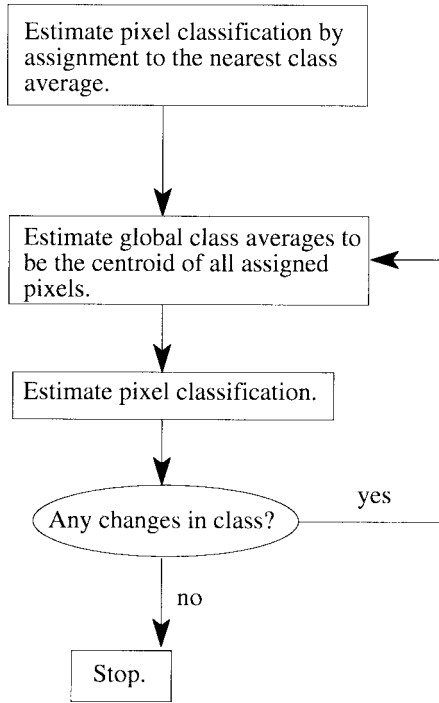 Estimate pixel classification by
assignment to the nearest class
average.
Estimate global class averages to
be the centroid of all assigned
pixels.
Estimate pixel classification.
Any changes in class?
yes
no
Stop.